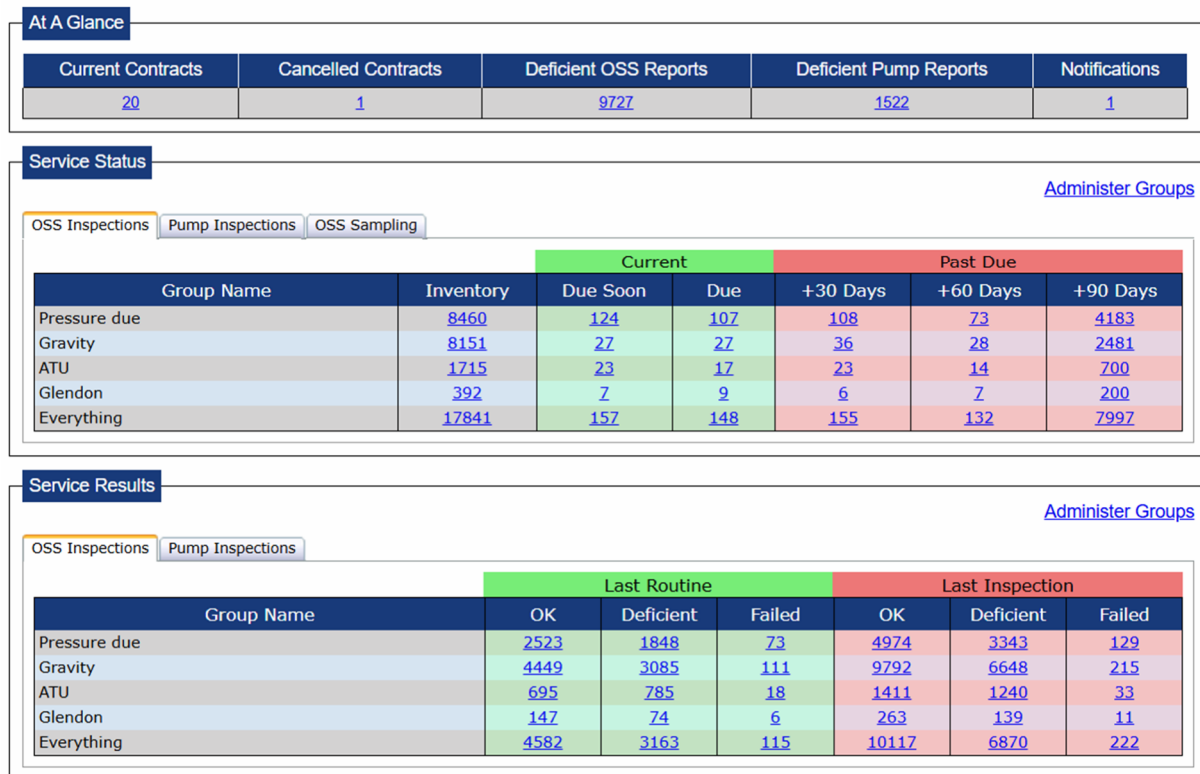 At A Glance
Current Contracts Cancelled Contracts Deficient OSS Reports Deficient Pump Reports Notifications
20 1 9727 1522 1
Service Status
Administer Groups
OSS Inspections Pump Inspections OSS Sampling
Current Past Due
Group Name Inventory Due Soon Due +30 Days +60 Days +90 Days
Pressure due 8460 124 107 108 73 4183
Gravity 8151 27 27 36 28 2481
ATU 1715 23 17 23 14 700
Glendon 392 7 9 6 7 200
Everything 17841 157 148 155 132 7997
Service Results
Administer Groups
OSS Inspections Pump Inspections
Last Routine Last Inspection
Group Name OK Deficient Failed OK Deficient Failed
Pressure due 2523 1848 73 4974 3343 129
Gravity 4449 3085 111 9792 6648 215
ATU 695 785 18 1411 1240 33
Glendon 147 74 6 263 139 11
Everything 4582 3163 115 10117 6870 222